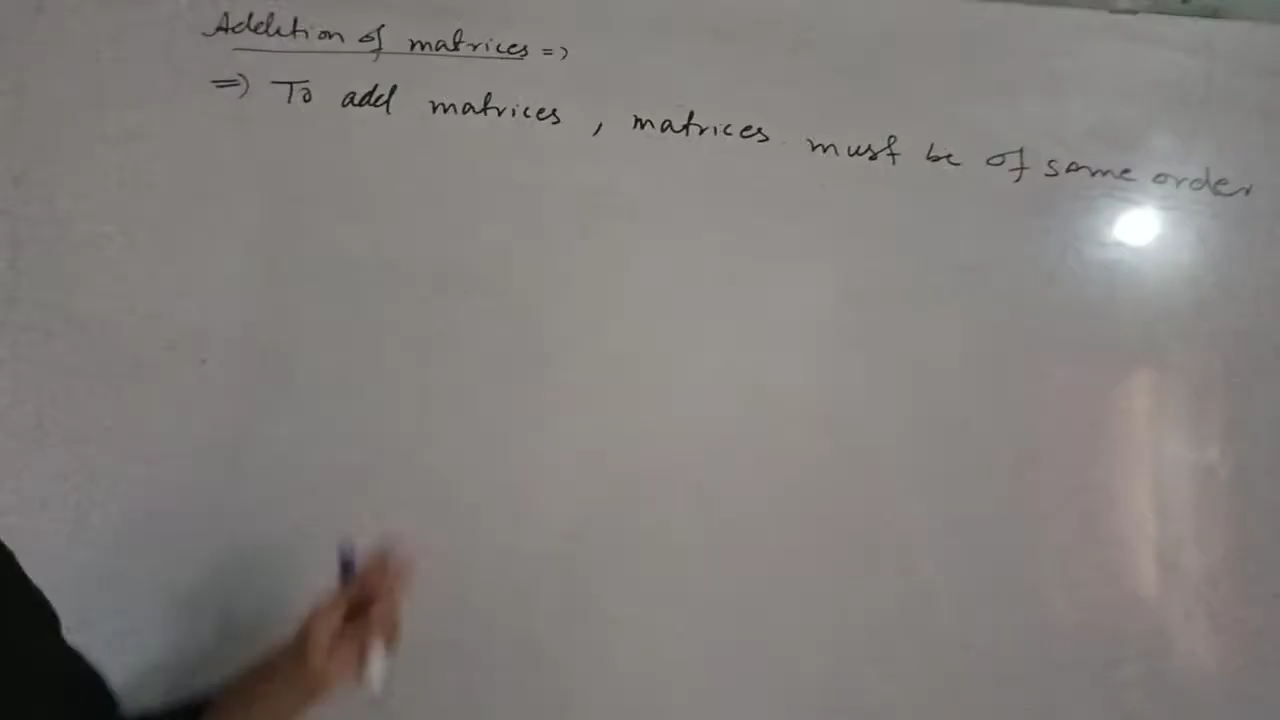 Addition of matrices =>
=> To add matrices, matrices must be of same order